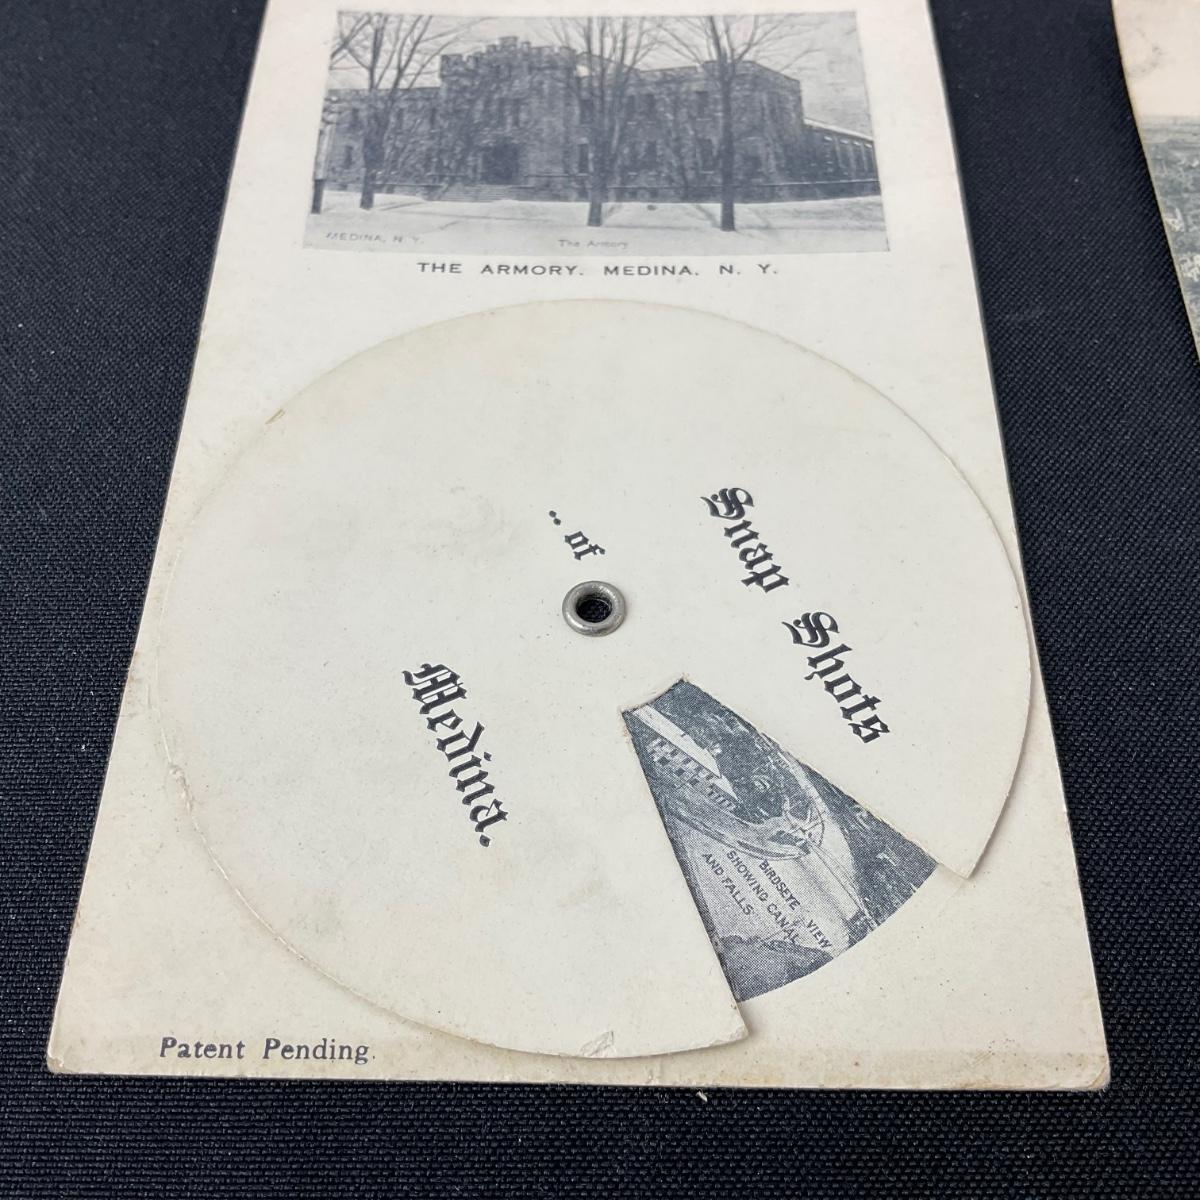 MEDINA, N. Y.
The Armory
THE ARMORY, MEDINA, N. Y.
Snap Shots
.. of
Medina.
BIRDSEYE VIEW
SHOWING CANAL
AND FALLS
Patent Pending.